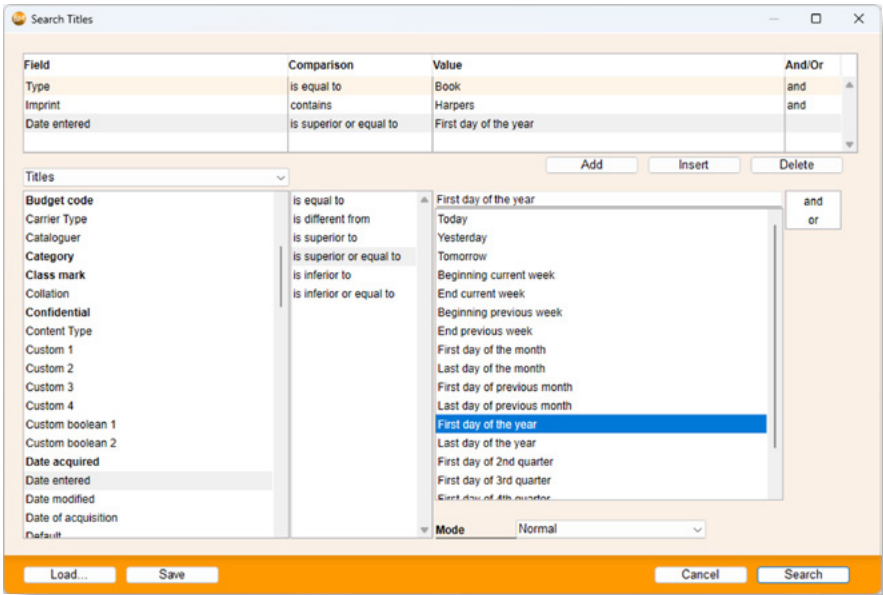 Search Titles
Field Comparison Value And/Or
Type is equal to Book and
Imprint contains Harpers and
Date entered is superior or equal to First day of the year
Add Insert Delete
Titles
Budget code is equal to First day of the year and
Carrier Type is different from Today or
Cataloguer is superior to Yesterday
Category is superior or equal to Tomorrow
Class mark is inferior to Beginning current week
Collation is inferior or equal to End current week
Confidential Beginning previous week
Content Type End previous week
Custom 1 First day of the month
Custom 2 Last day of the month
Custom 3 First day of previous month
Custom 4 Last day of previous month
Custom boolean 1 First day of the year
Custom boolean 2 Last day of the year
Date acquired First day of 2nd quarter
Date entered First day of 3rd quarter
Date modified First day of 4th quarter
Date of acquisition
Default Mode Normal
Load... Save Cancel Search